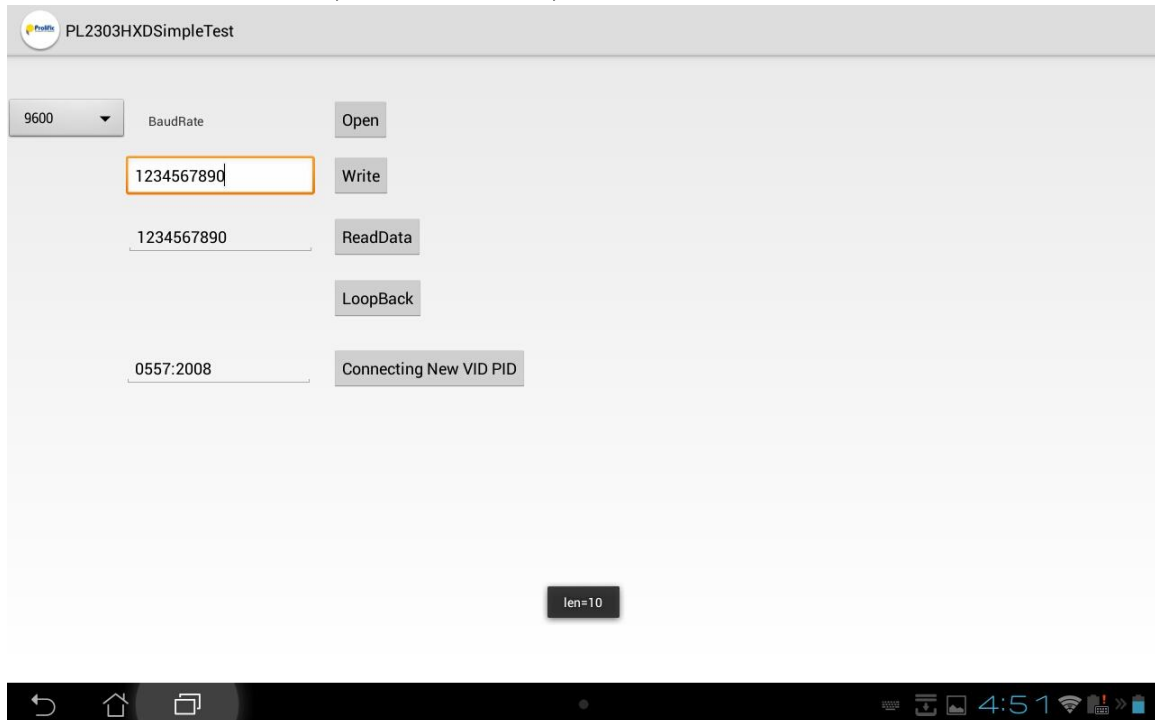 Prolific PL2303HXDSimpleTest
9600 BaudRate Open
1234567890 Write
1234567890 ReadData
LoopBack
0557:2008 Connecting New VID PID
len=10
4:51